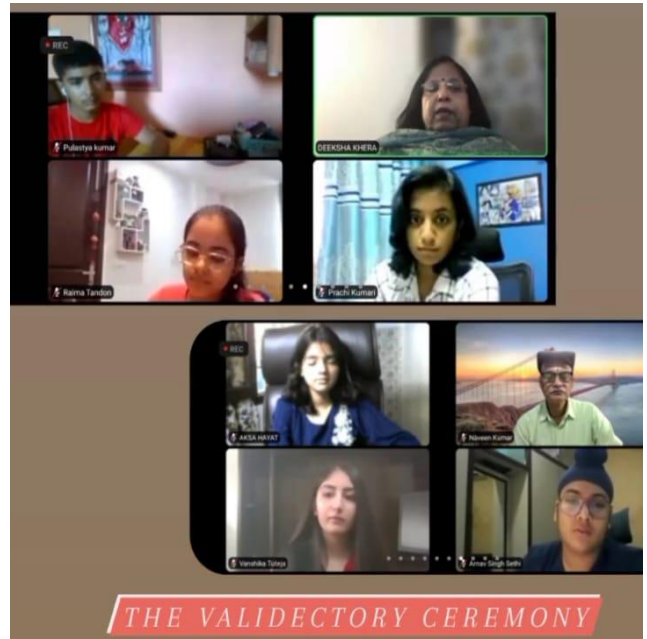 REC
Pulastya kumar
DEEKSHA KHERA
Raima Tandon
Prachi Kumari
REC
AKSA HAYAT
Naveen Kumar
Vanshika Tuteja
Arnav Singh Sethi
THE VALIDECTORY CEREMONY